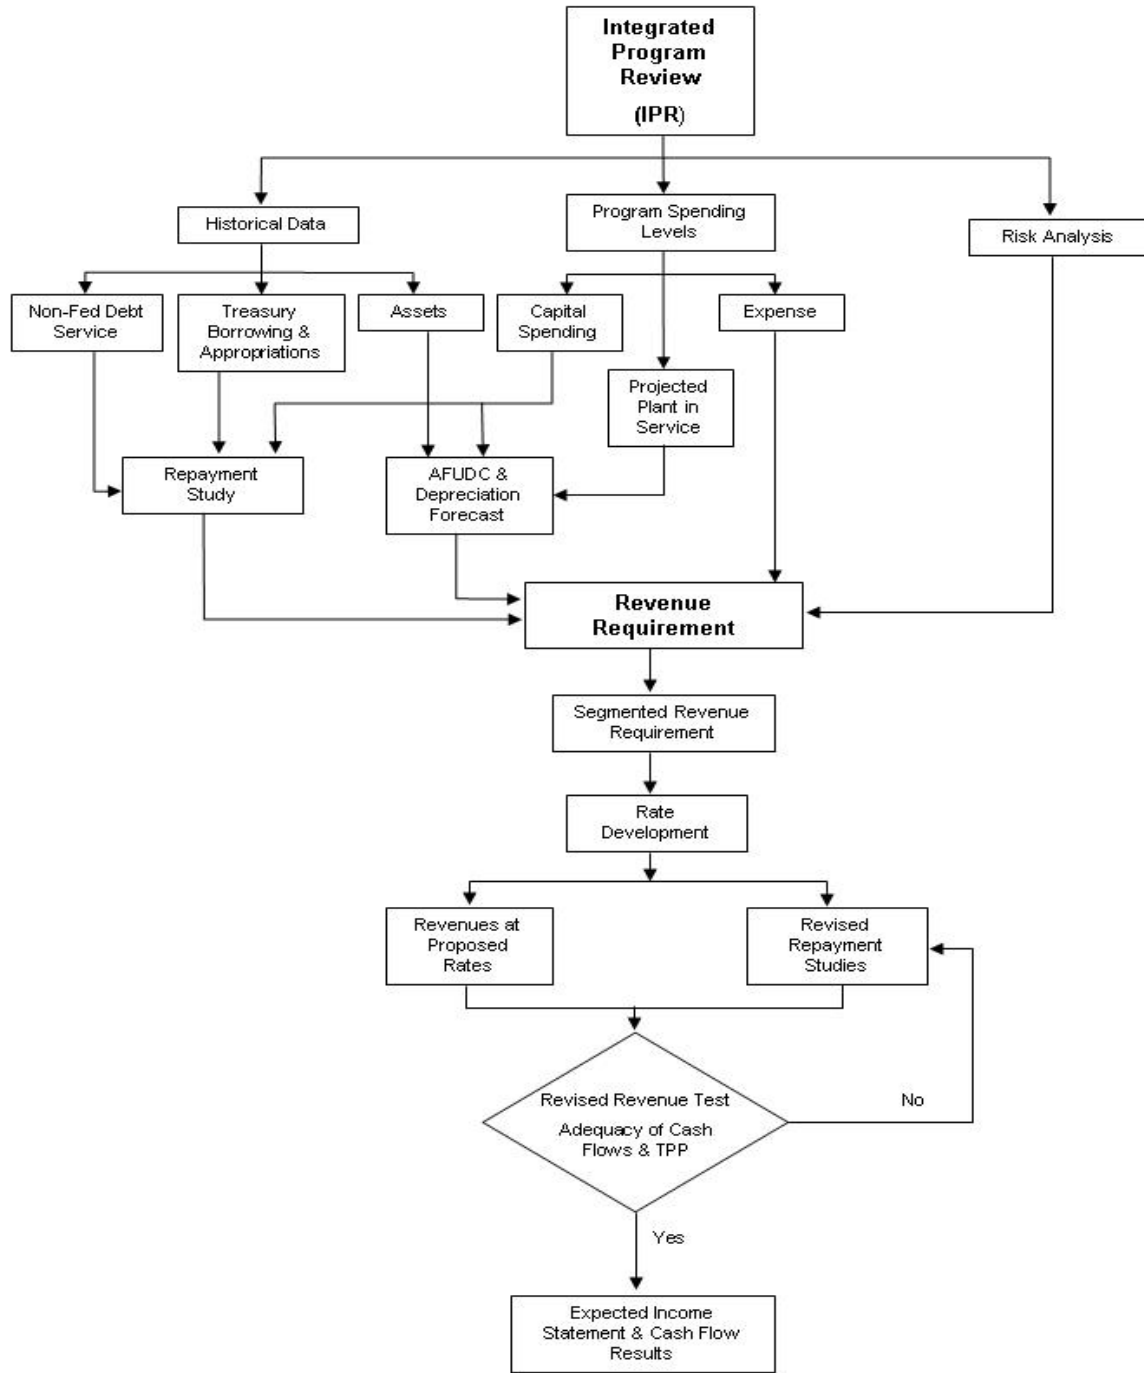 Integrated
Program
Review
(IPR)
Historical Data
Program Spending
Levels
Risk Analysis
Non-Fed Debt
Service
Treasury
Borrowing &
Appropriations
Assets
Capital
Spending
Expense
Projected
Plant in
Service
Repayment
Study
AFUDC &
Depreciation
Forecast
Revenue
Requirement
Segmented Revenue
Requirement
Rate
Development
Revenues at
Proposed
Rates
Revised
Repayment
Studies
Revised Revenue Test
Adequacy of Cash
Flows & TPP
No
Yes
Expected Income
Statement & Cash Flow
Results